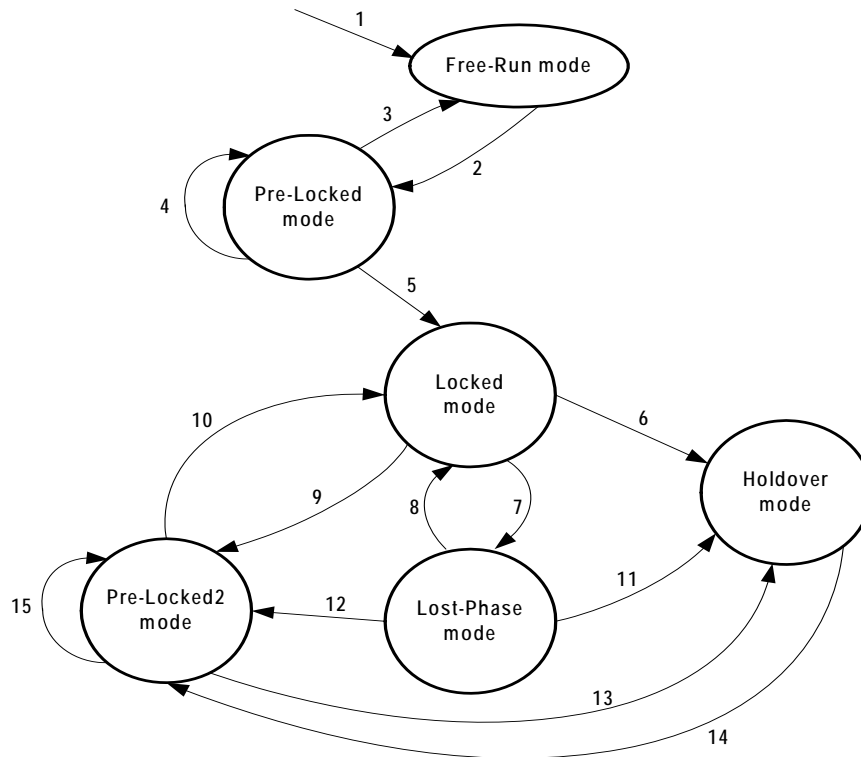 1
Free-Run mode
3
2
Pre-Locked
mode
4
5
Locked
mode
10
6
Holdover
mode
9
8
7
11
15
Pre-Locked2
mode
12
Lost-Phase
mode
13
14